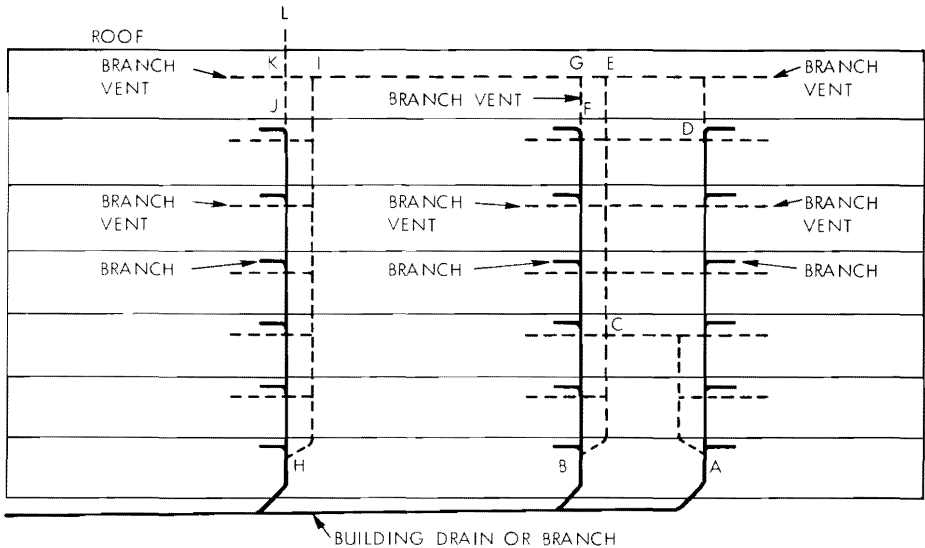 L
ROOF
BRANCH
VENT
K
I
G
E
BRANCH
VENT
J
BRANCH VENT
F
D
BRANCH
VENT
BRANCH
VENT
BRANCH
VENT
BRANCH
BRANCH
BRANCH
C
H
B
A
BUILDING DRAIN OR BRANCH